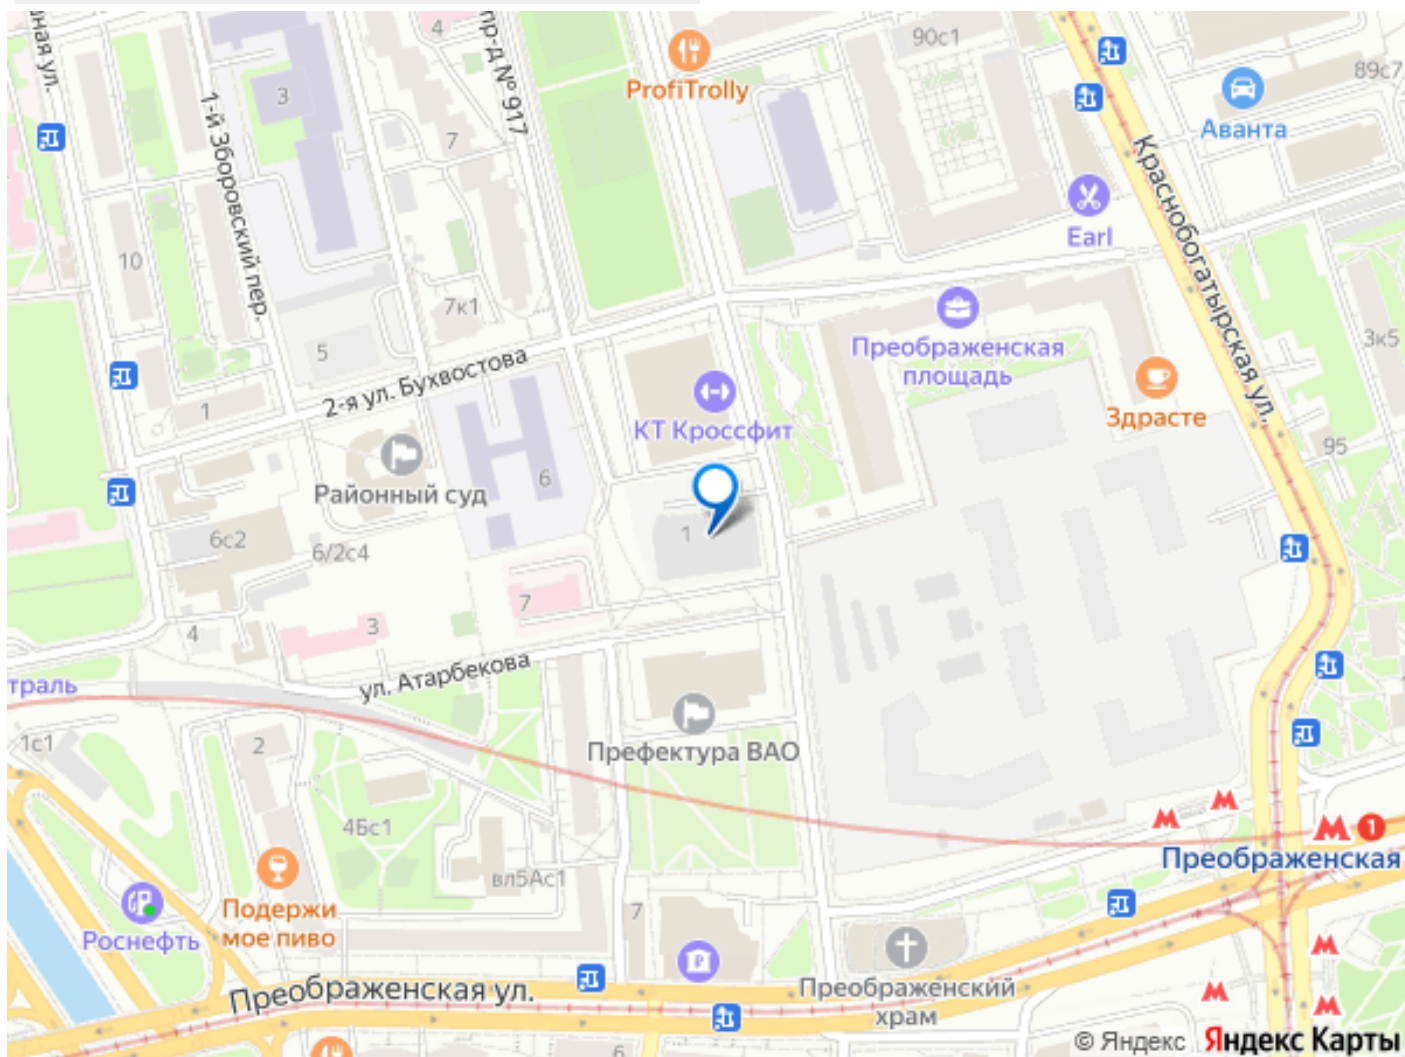 4
90с1
89с7
ProfiTrolly
Аванта
пр-д № 917
ная ул.
3
1-й Зборовский пер.
7
Краснобогатырская ул.
Earl
10
7к1
Преображенская
площадь
3к5
5
2-я ул. Бухвостова
1
КТ Кроссфит
Здрасте
95
Районный суд
6
1
6с2
6/2с4
7
3
4
ул. Атарбекова
траль
Префектура ВАО
1с1
2
4Бс1
1
Преображенская
вл5Ас1
Подержи
мое пиво
Роснефть
7
Преображенская ул.
Преображенский
храм
6
© Яндекс Яндекс Карты